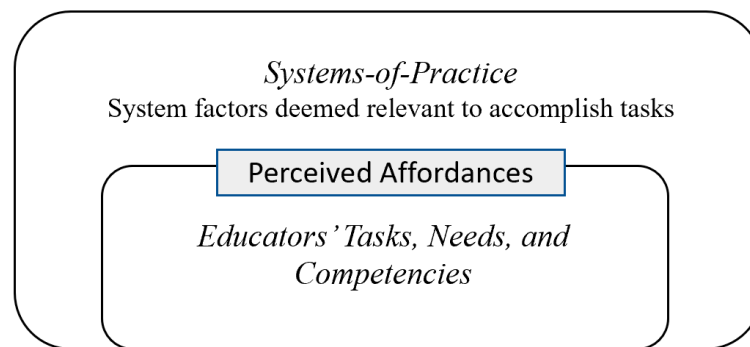 Systems-of-Practice
System factors deemed relevant to accomplish tasks
Perceived Affordances
Educators’ Tasks, Needs, and
Competencies